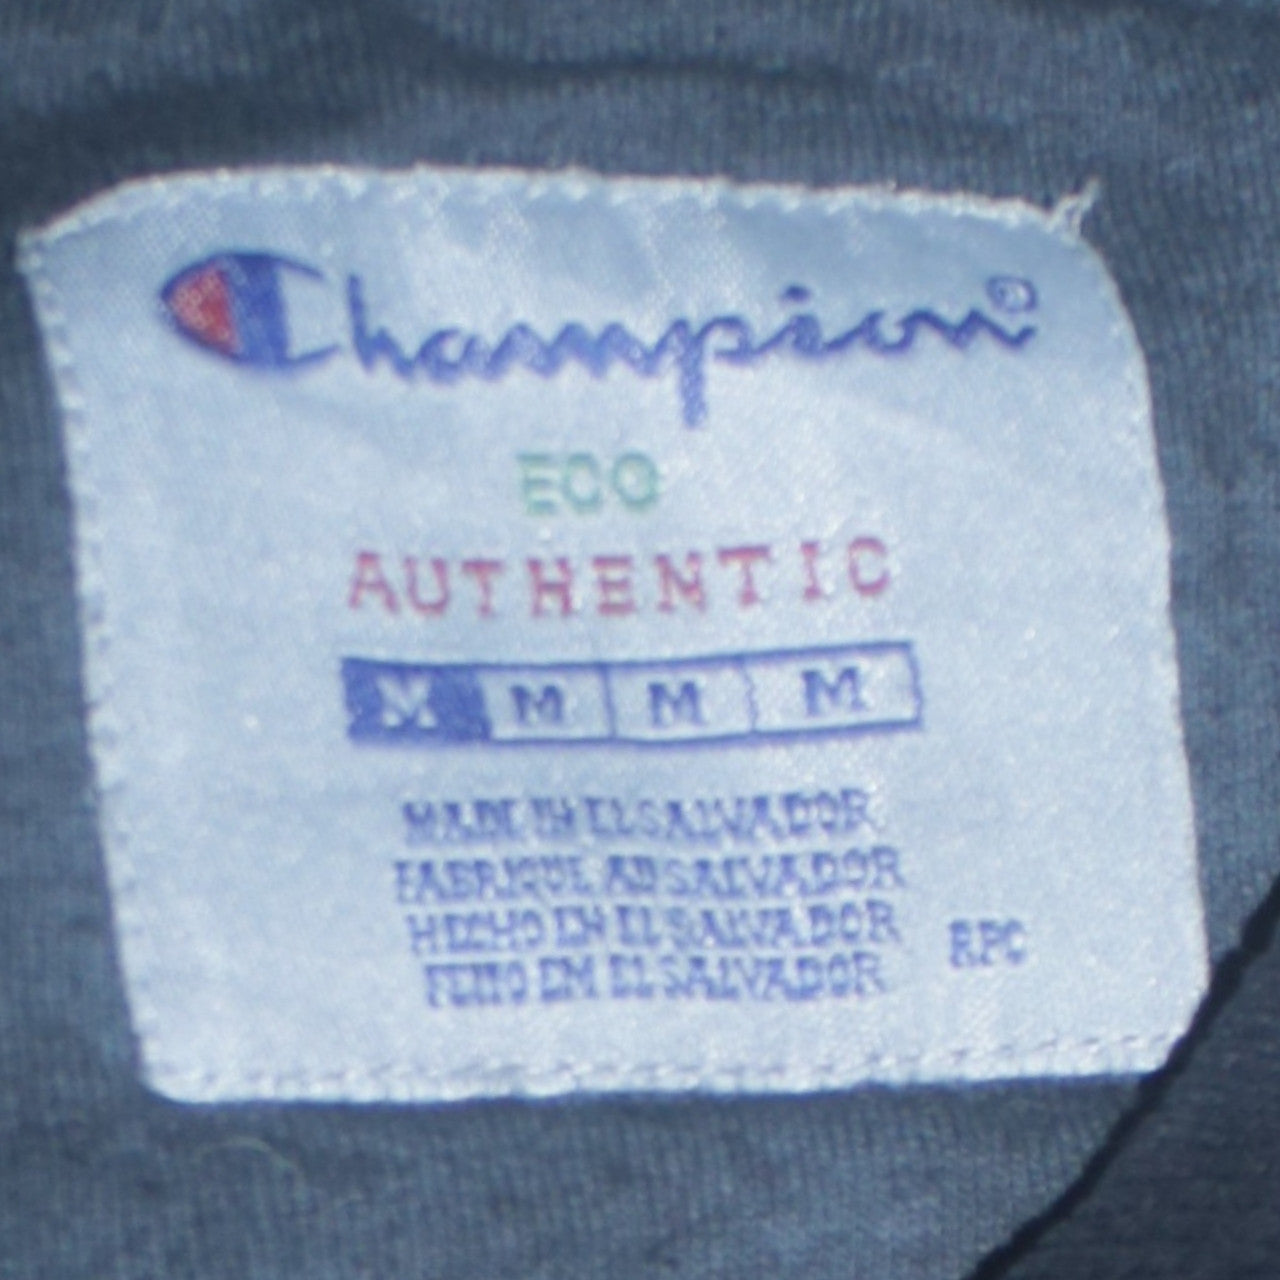 Champion®
ECO
AUTHENTIC
M M M M
MADE IN EL SALVADOR
FABRIQUE AU SALVADOR
HECHO EN EL SALVADOR RPC
FEITO EM EL SALVADOR